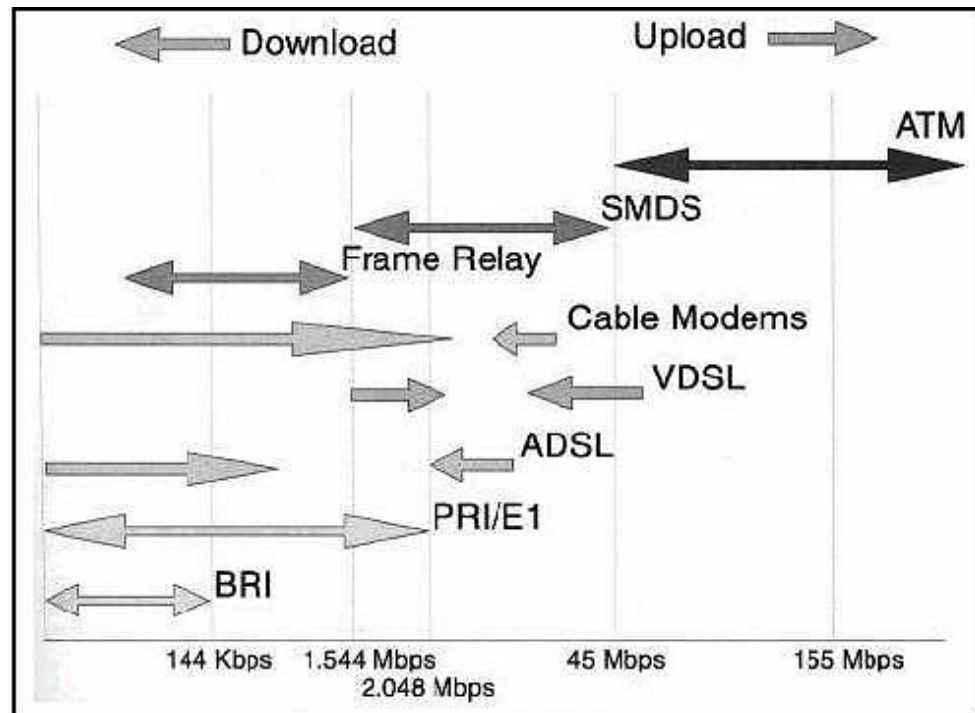 Download Upload
ATM
SMDS
Frame Relay
Cable Modems
VDSL
ADSL
PRI/E1
BRI
144 Kbps 1.544 Mbps 45 Mbps 155 Mbps
2.048 Mbps